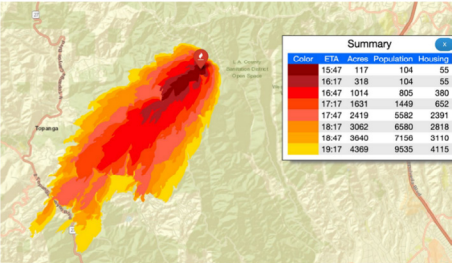 Summary
x
Color ETA Acres Population Housing
15:47 117 104 55
16:17 318 104 55
16:47 1014 805 380
17:17 1631 1449 652
17:47 2419 5582 2391
18:17 3062 6580 2818
18:47 3640 7156 3110
19:17 4369 9535 4115
Open Space
Topanga